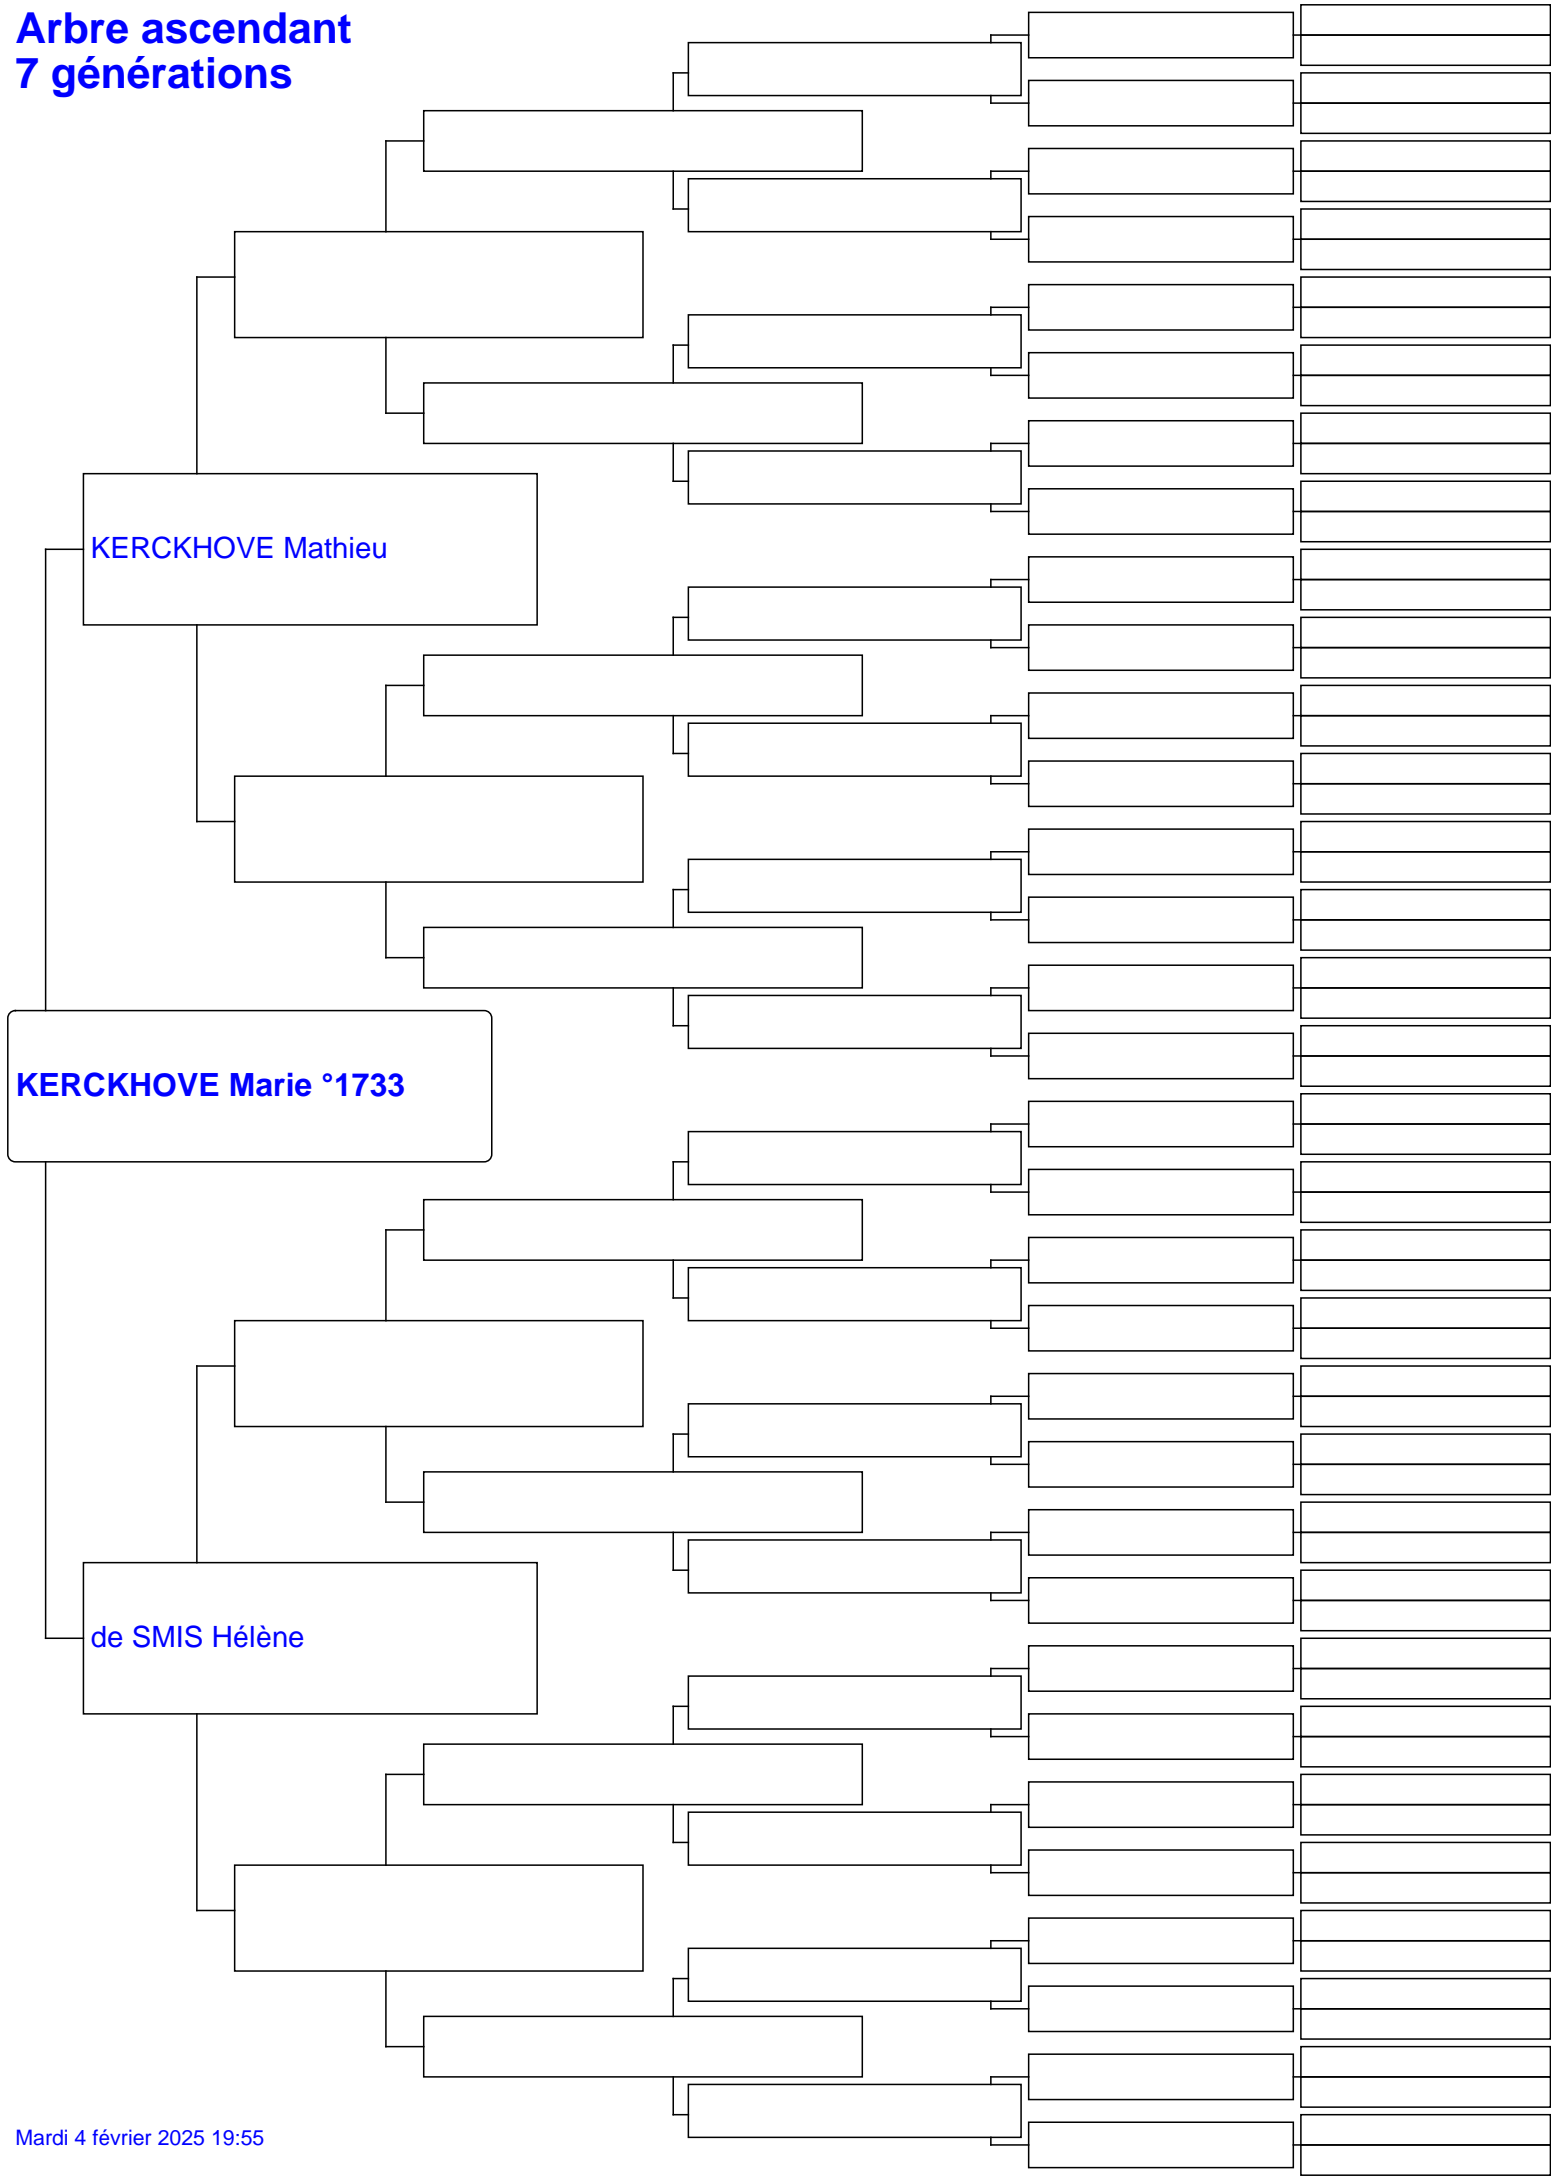 Arbre ascendant
7 générations
KERCKHOVE Mathieu
KERCKHOVE Marie °1733
de SMIS Hélène
Mardi 4 février 2025 19:55